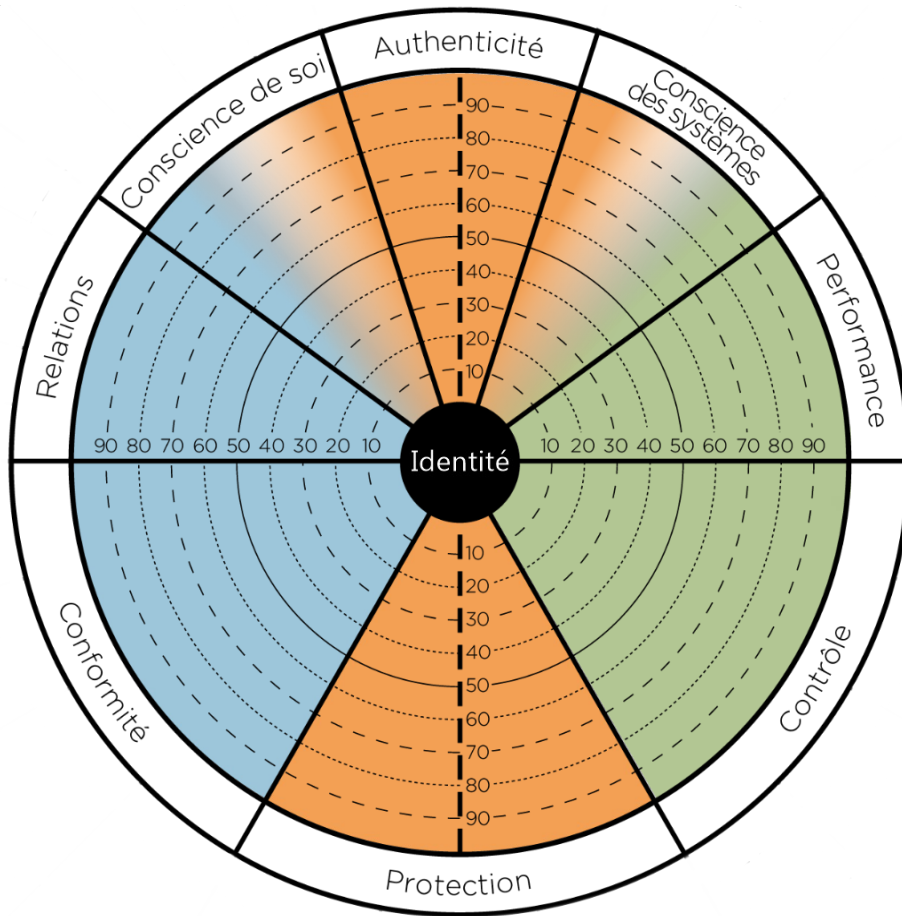 Authenticité
Conscience de soi
Conscience
des systèmes
Relations
Performance
90
80
70
60
50
40
30
20
10
90 80 70 60 50 40 30 20 10
Identité
10 20 30 40 50 60 70 80 90
10
20
30
40
50
60
70
80
90
Conformité
Contrôle
Protection